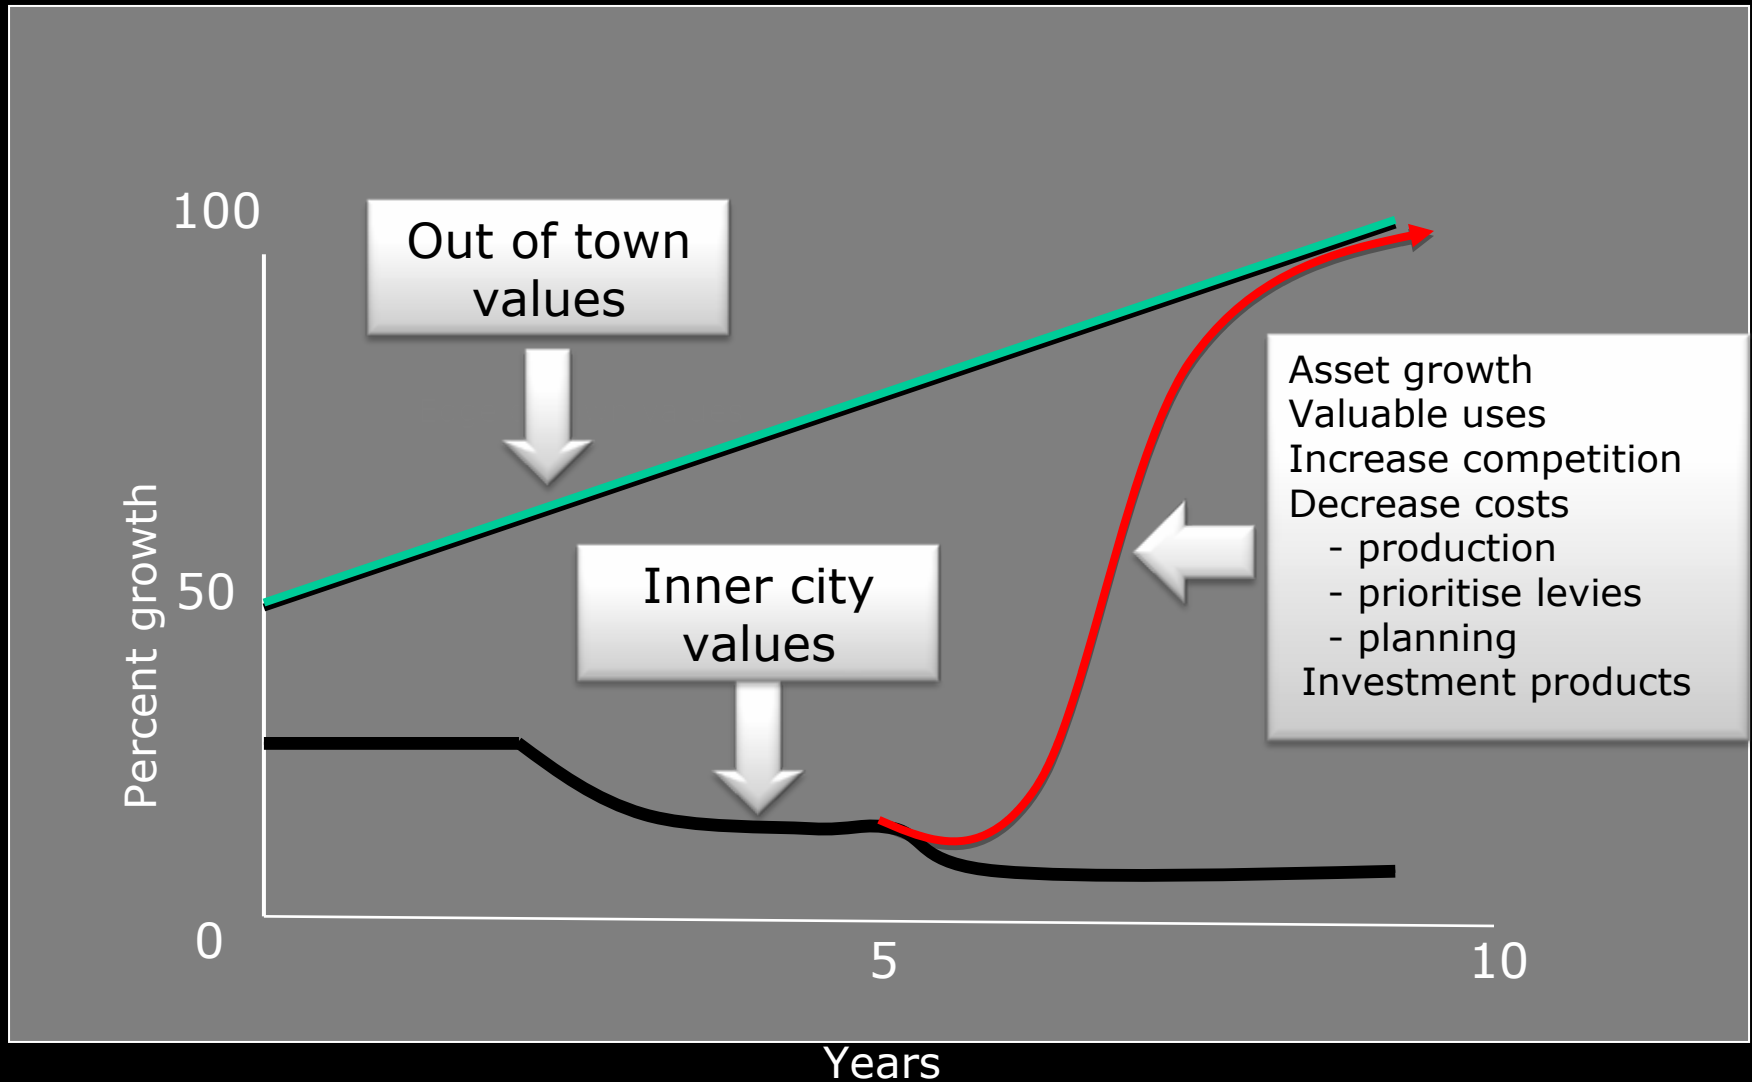 100
Out of town
values
Asset growth
Valuable uses
Increase competition
Decrease costs
- production
- prioritise levies
- planning
Investment products
Percent growth
50
Inner city
values
0
5
10
Years